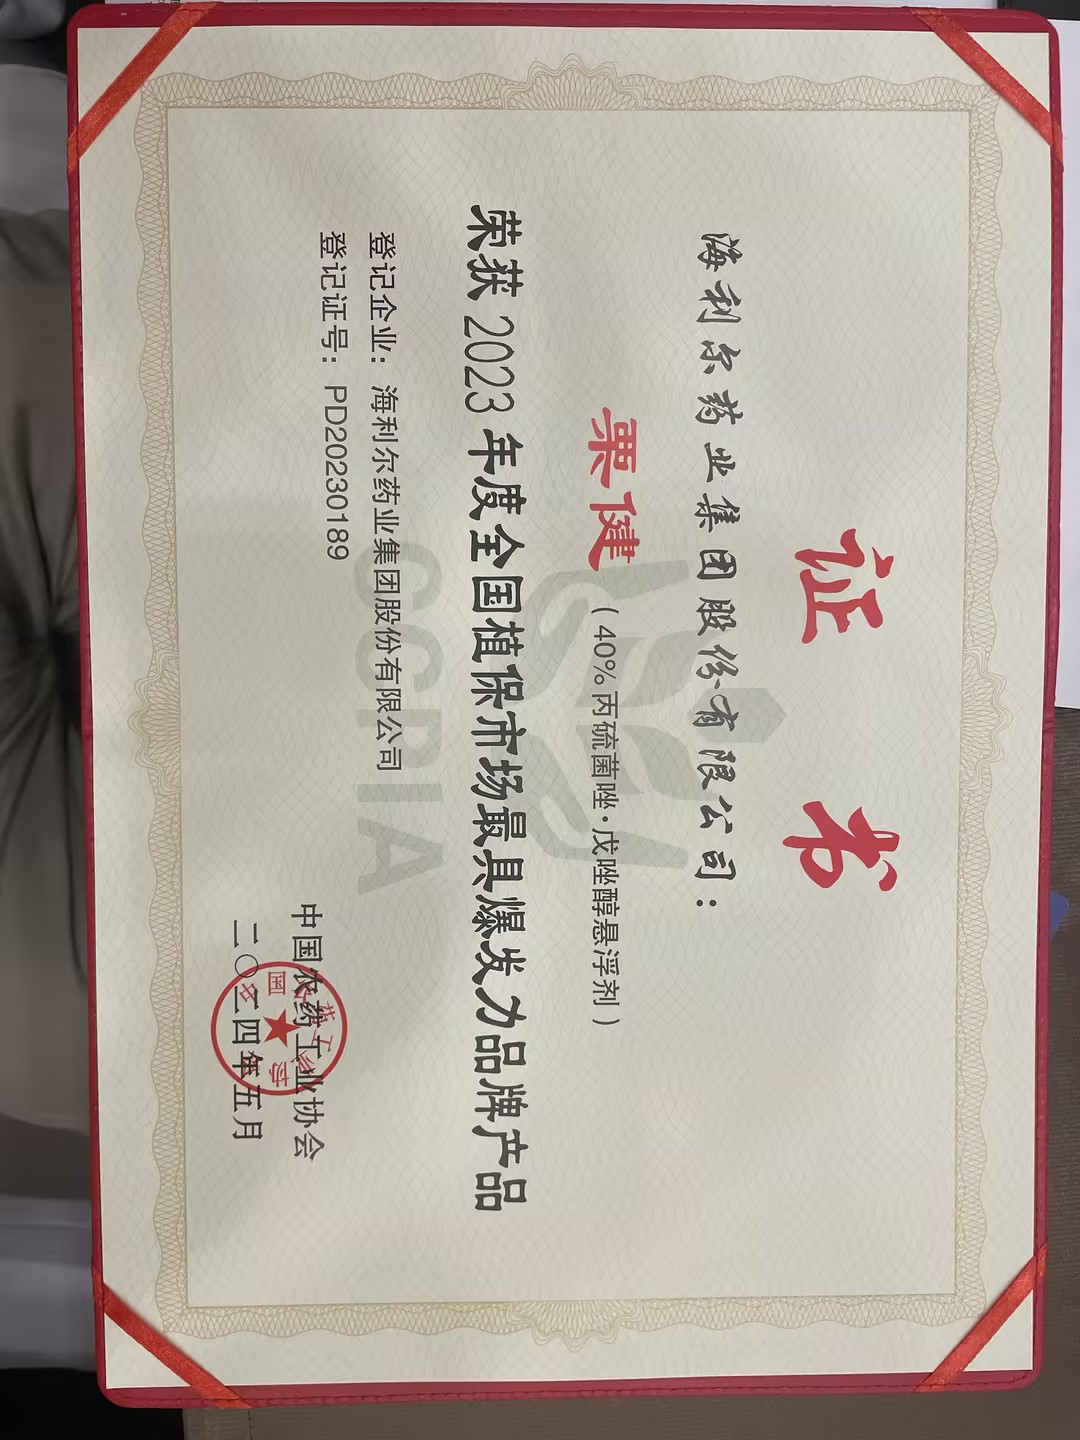 证书
海利尔药业集团股份有限公司：
栗健（40%丙硫菌唑·戊唑醇悬浮剂）
荣获2023年度全国植保市场最具爆发力品牌产品
登记企业：海利尔药业集团股份有限公司
登记证号：PD20230189
CCPIA
中国农药工业协会
二〇二四年五月